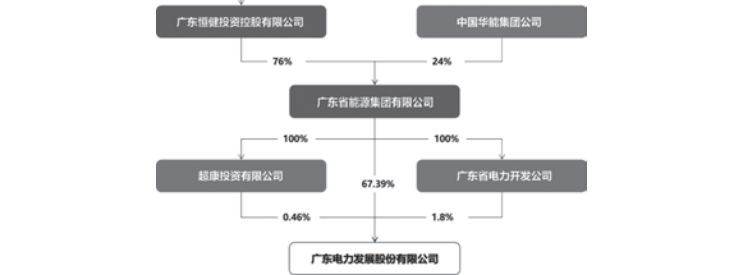 广东恒健投资控股有限公司
中国华能集团公司
76%
24%
广东省能源集团有限公司
100%
100%
超康投资有限公司
67.39%
广东省电力开发公司
0.46%
1.8%
广东电力发展股份有限公司